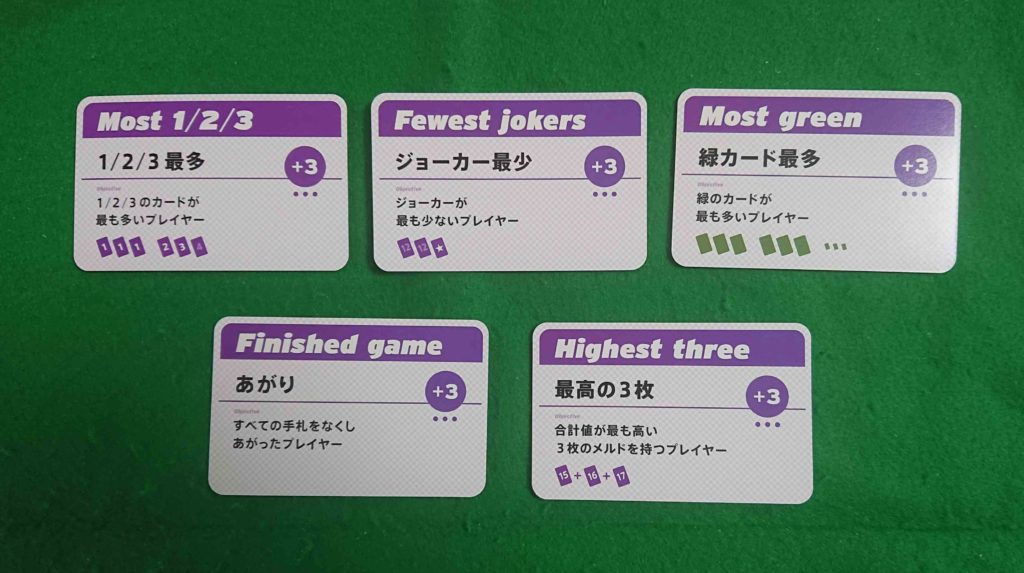 Most 1/2/3
1/2/3 最多
+3
Objective
1/2/3 のカードが
最も多いプレイヤー
1 1 1 2 3 4
Fewest jokers
ジョーカー最少
+3
Objective
ジョーカーが
最も少ないプレイヤー
12 12 ★
Most green
緑カード最多
+3
Objective
緑のカードが
最も多いプレイヤー
Finished game
あがり
+3
Objective
すべての手札をなくし
あがったプレイヤー
Highest three
最高の3枚
+3
Objective
合計値が最も高い
3枚のメルドを持つプレイヤー
15 + 16 + 17